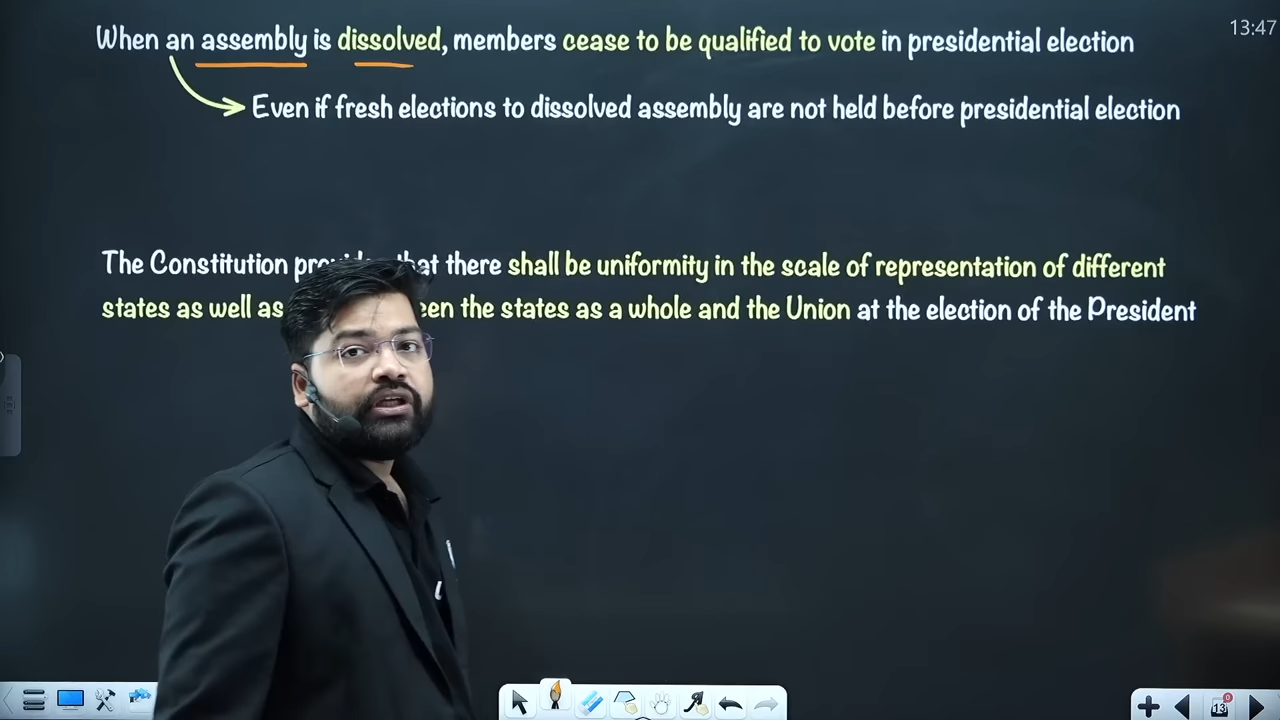 When an assembly is dissolved, members cease to be qualified to vote in presidential election
13:47
Even if fresh elections to dissolved assembly are not held before presidential election
The Constitution that there shall be uniformity in the scale of representation of different
states as well as the states as a whole and the Union at the election of the President
13